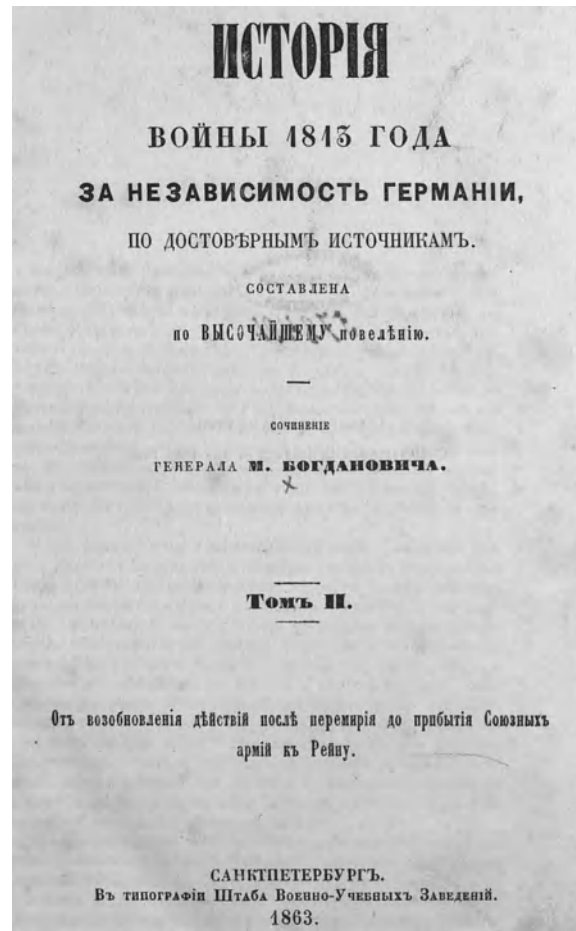 ИСТОРІЯ
ВОЙНЫ 1813 ГОДА
ЗА НЕЗАВИСИМОСТЬ ГЕРМАНІИ,
ПО ДОСТОВѢРНЫМЪ ИСТОЧНИКАМЪ.
СОСТАВЛЕНА
по ВЫСОЧАЙШЕМУ повелѣнію.
СОЧИНЕНІЕ
ГЕНЕРАЛА М. БОГДАНОВИЧА.
Томъ II.
Отъ возобновленія дѣйствій послѣ перемирія до прибытія Союзныхъ
армій къ Рейну.
САНКТПЕТЕРБУРГЪ.
Въ типографіи Штаба Военно-Учебныхъ Заведеній.
1863.